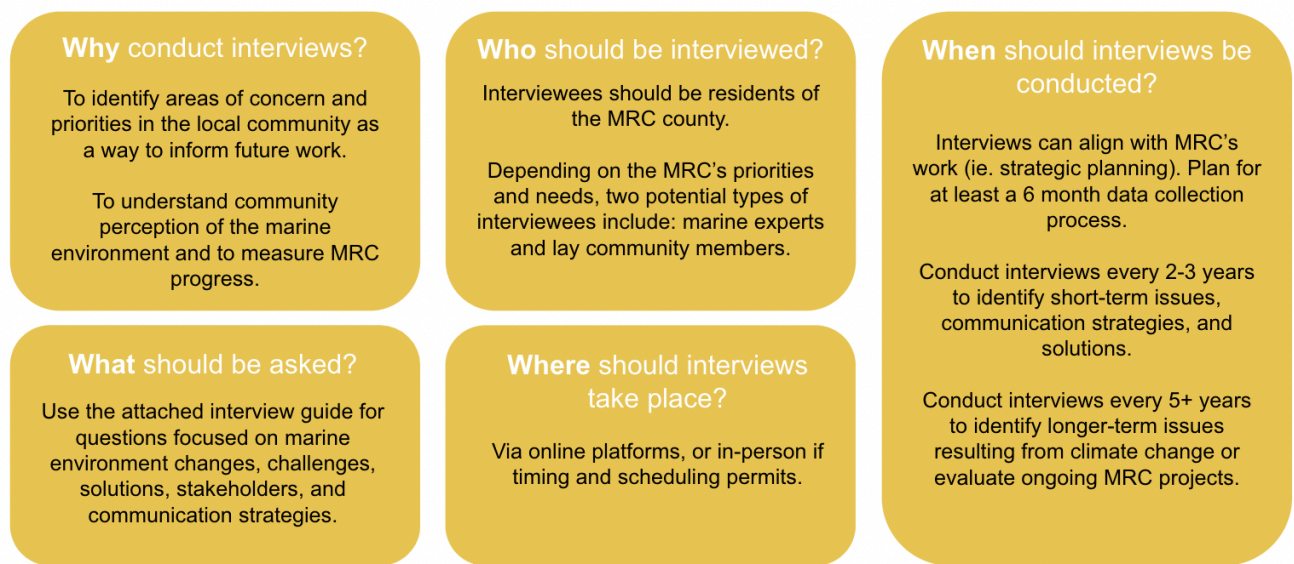 Why conduct interviews?
To identify areas of concern and
priorities in the local community as
a way to inform future work.
To understand community
perception of the marine
environment and to measure MRC
progress.
Who should be interviewed?
Interviewees should be residents of
the MRC county.
Depending on the MRC's priorities
and needs, two potential types of
interviewees include: marine experts
and lay community members.
When should interviews be
conducted?
Interviews can align with MRC's
work (ie. strategic planning). Plan for
at least a 6 month data collection
process.
Conduct interviews every 2-3 years
to identify short-term issues,
communication strategies, and
solutions.
Conduct interviews every 5+ years
to identify longer-term issues
resulting from climate change or
evaluate ongoing MRC projects.
What should be asked?
Use the attached interview guide for
questions focused on marine
environment changes, challenges,
solutions, stakeholders, and
communication strategies.
Where should interviews
take place?
Via online platforms, or in-person if
timing and scheduling permits.